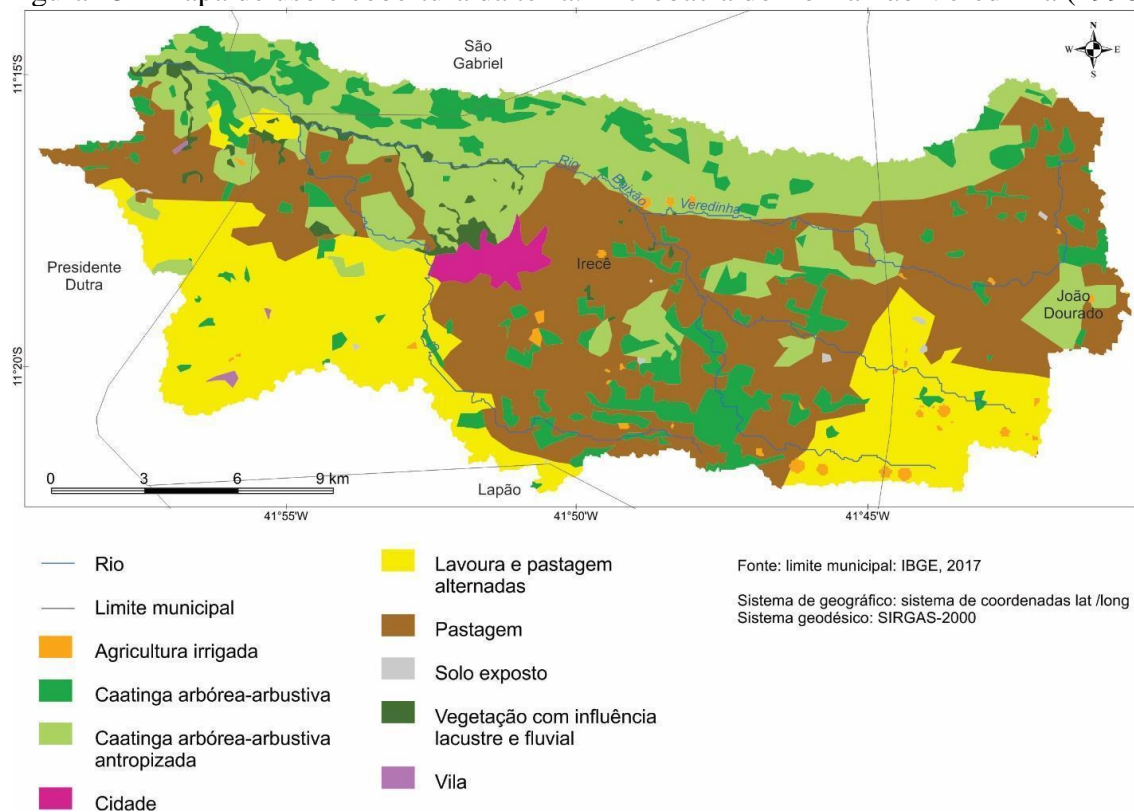 São
Gabriel
N
W E
S
11°15'S
Rio
Baixão
Veredinha
Presidente
Dutra
Irecê
João
Dourado
11°20'S
0 3 6 9 km
Lapão
41°55'W 41°50'W 41°45'W
Rio
Limite municipal
Agricultura irrigada
Caatinga arbórea-arbustiva
Caatinga arbórea-arbustiva
antropizada
Cidade
Lavoura e pastagem
alternadas
Pastagem
Solo exposto
Vegetação com influência
lacustre e fluvial
Vila
Fonte: limite municipal: IBGE, 2017
Sistema de geográfico: sistema de coordenadas lat /long
Sistema geodésico: SIRGAS-2000